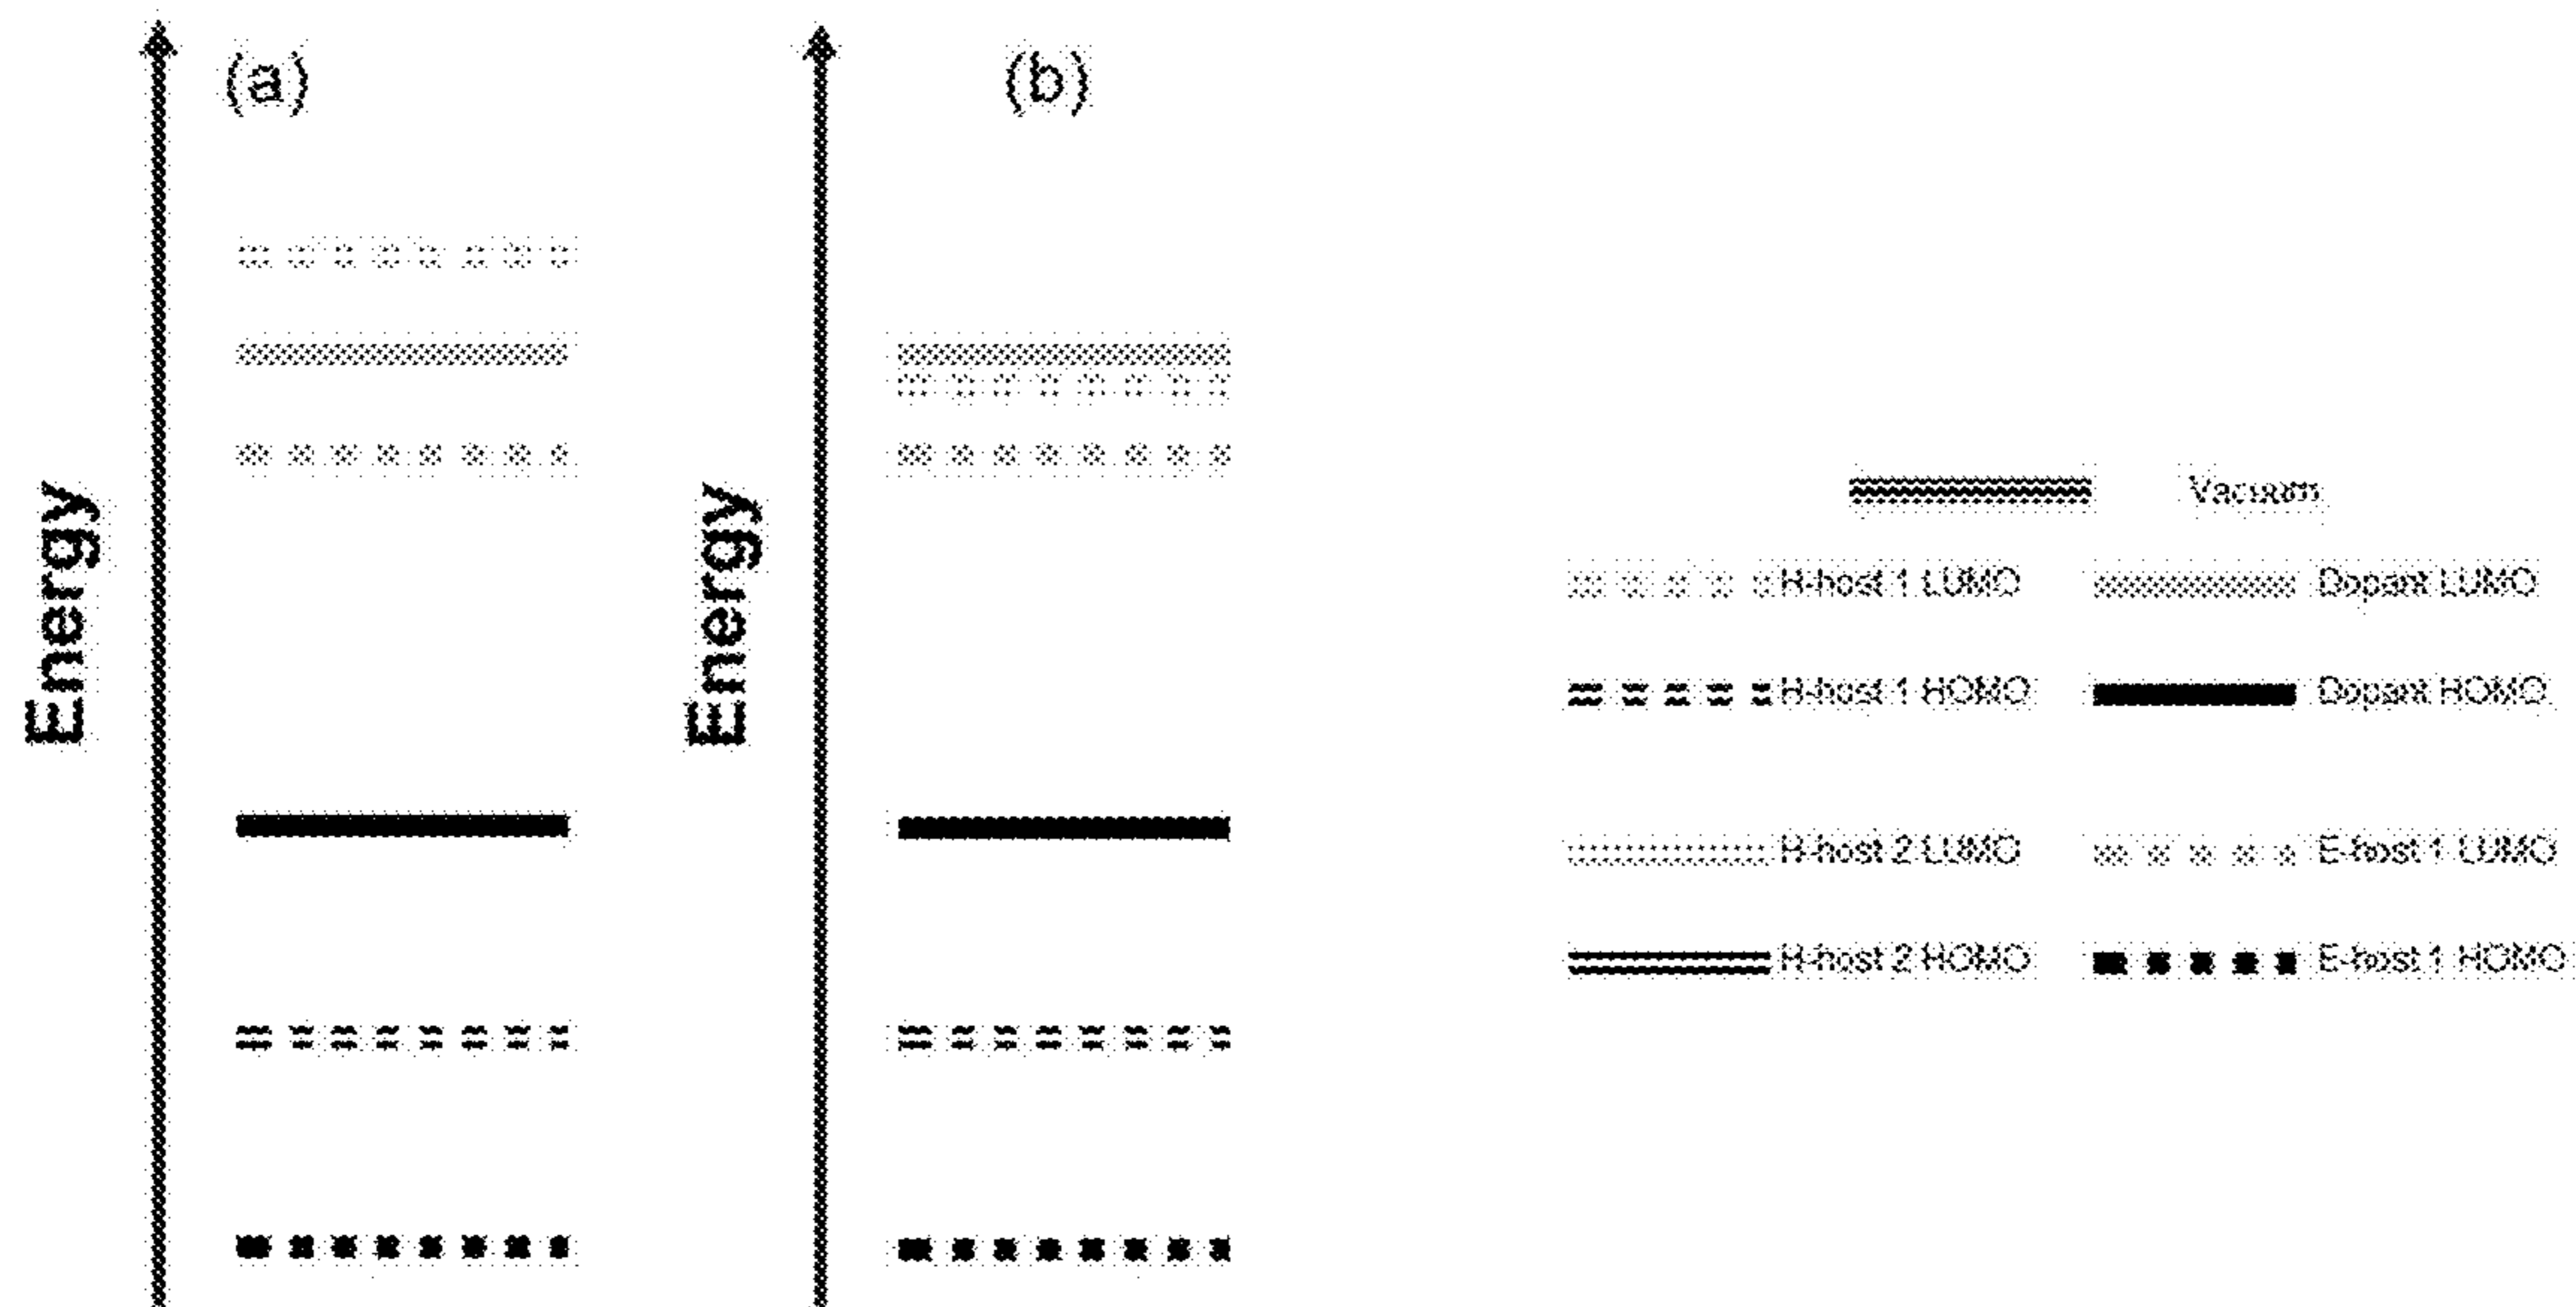 (a)
(b)
Energy
Energy
Vacuum
H-host 1 LUMO
Dopant LUMO
H-host 1 HOMO
Dopant HOMO
H-host 2 LUMO
E-host 1 LUMO
H-host 2 HOMO
E-host 1 HOMO